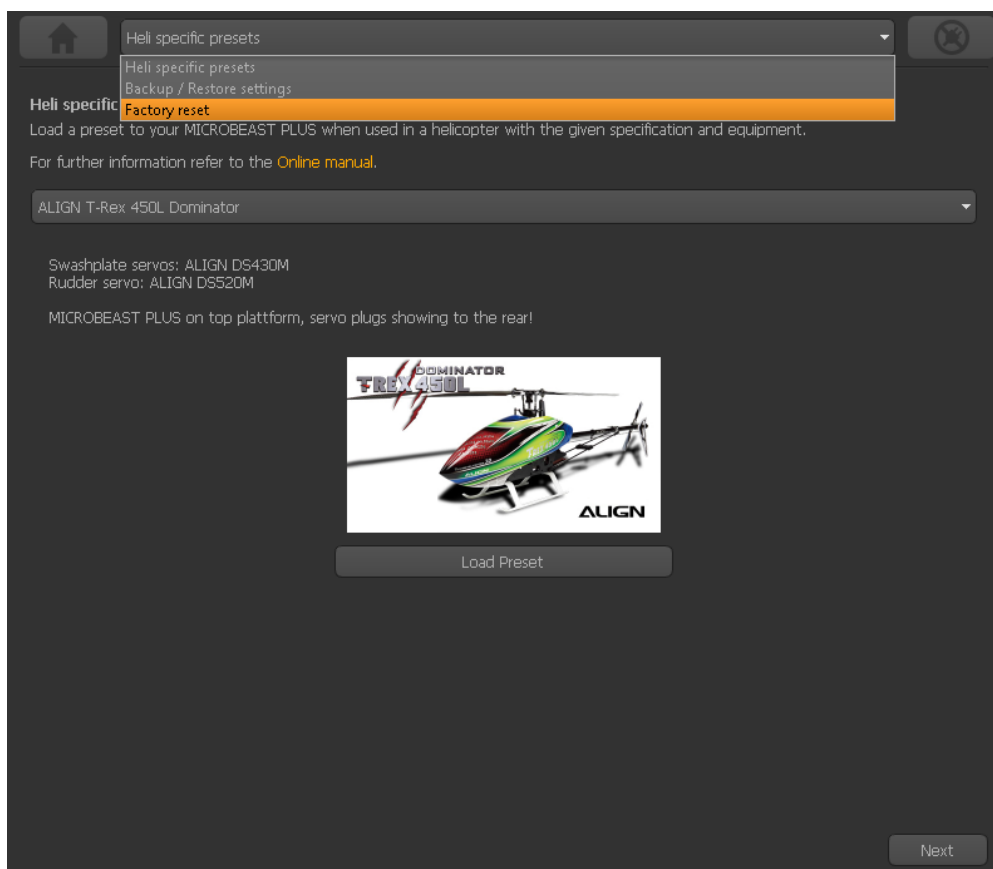 Heli specific presets
Heli specific presets
Backup / Restore settings
Factory reset
Heli specific
Load a preset to your MICROBEAST PLUS when used in a helicopter with the given specification and equipment.
For further information refer to the Online manual.
ALIGN T-Rex 450L Dominator
Swashplate servos: ALIGN DS430M
Rudder servo: ALIGN DS520M
MICROBEAST PLUS on top plattform, servo plugs showing to the rear!
DOMINATOR
T-REX 450L
ALIGN
Load Preset
Next